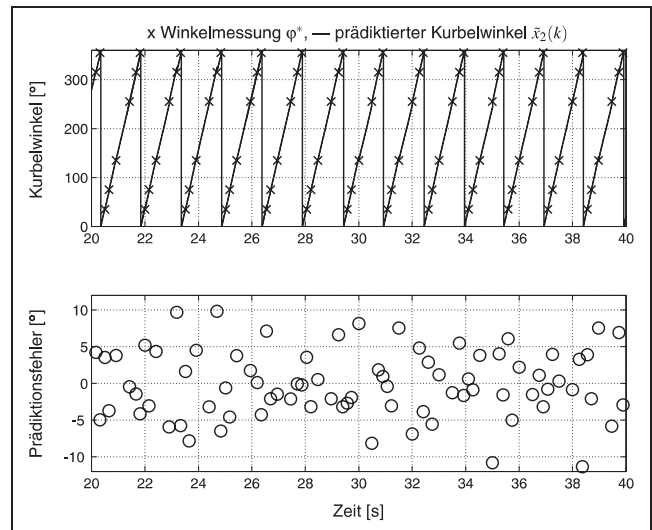 x Winkelmessung φ*, — prädiktierter Kurbelwinkel x̃₂(k)
Kurbelwinkel [°]
300
200
100
0
20 22 24 26 28 30 32 34 36 38 40
Prädiktionsfehler [°]
10
5
0
-5
-10
20 22 24 26 28 30 32 34 36 38 40
Zeit [s]